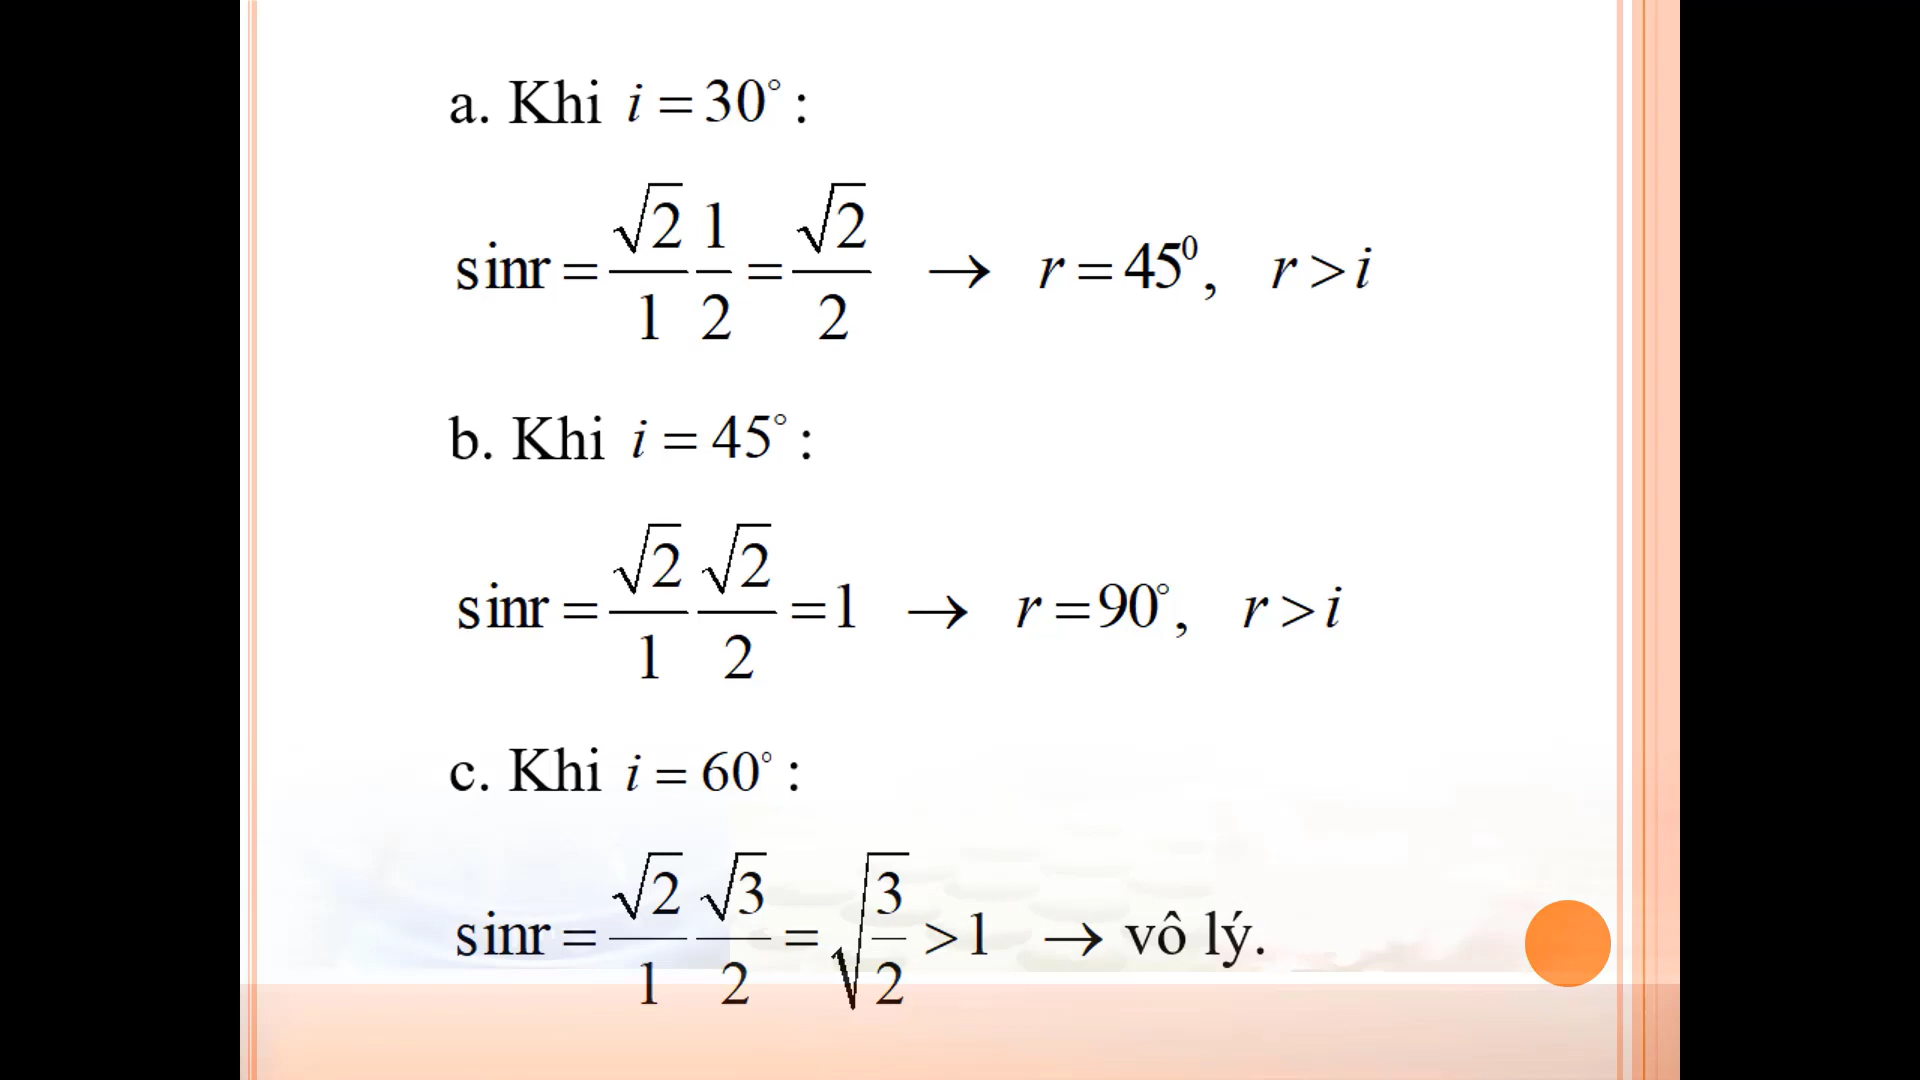 a. Khi i = 30° :
sinr = √2/1 1/2 = √2/2 → r = 45⁰, r > i
b. Khi i = 45° :
sinr = √2/1 √2/2 = 1 → r = 90°, r > i
c. Khi i = 60° :
sinr = √2/1 √3/2 = √(3/2) > 1 → vô lý.